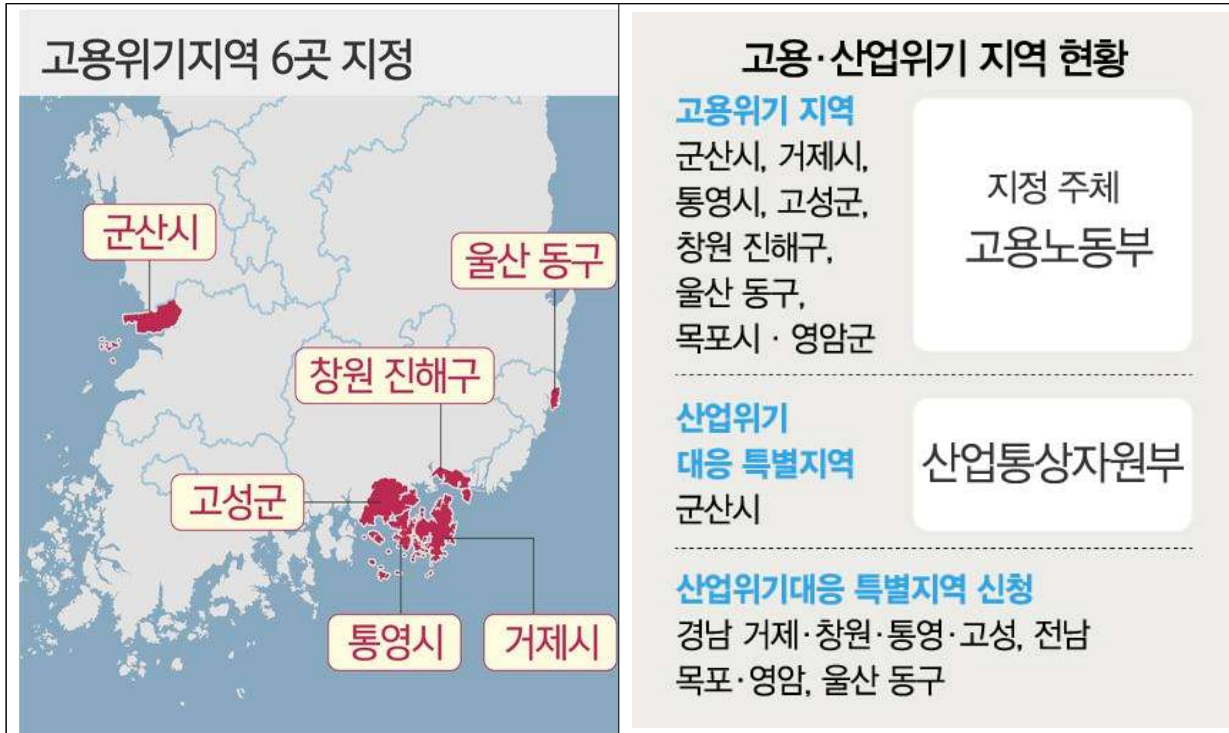 고용위기지역 6곳 지정
군산시
울산 동구
창원 진해구
고성군
통영시
거제시
고용·산업위기 지역 현황
고용위기 지역
군산시, 거제시,
통영시, 고성군,
창원 진해구,
울산 동구,
목포시·영암군
지정 주체
고용노동부
산업위기
대응 특별지역
군산시
산업통상자원부
산업위기대응 특별지역 신청
경남 거제·창원·통영·고성, 전남
목포·영암, 울산 동구